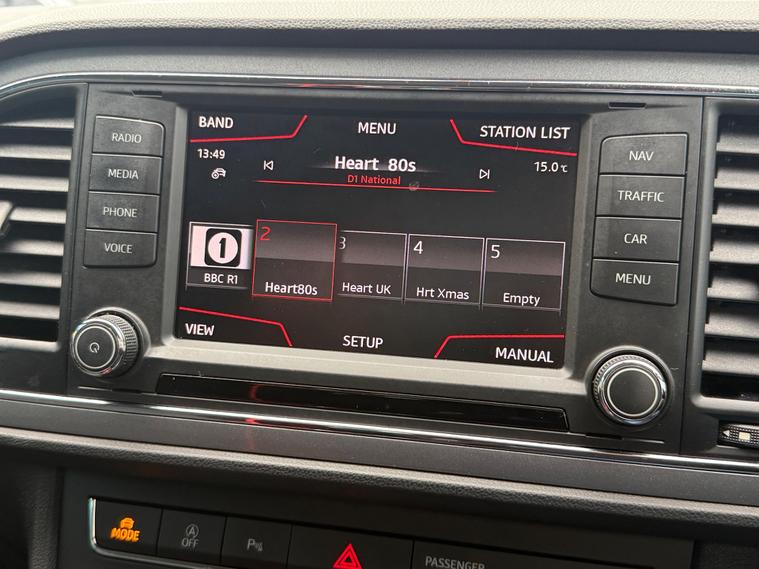 BAND
MENU
STATION LIST
13:49
Heart 80s
15.0°C
D1 National
RADIO
MEDIA
PHONE
VOICE
NAV
TRAFFIC
CAR
MENU
1
BBC R1
2
Heart80s
3
Heart UK
4
Hrt Xmas
5
Empty
VIEW
SETUP
MANUAL
MODE
A
OFF
P
PASSENGER